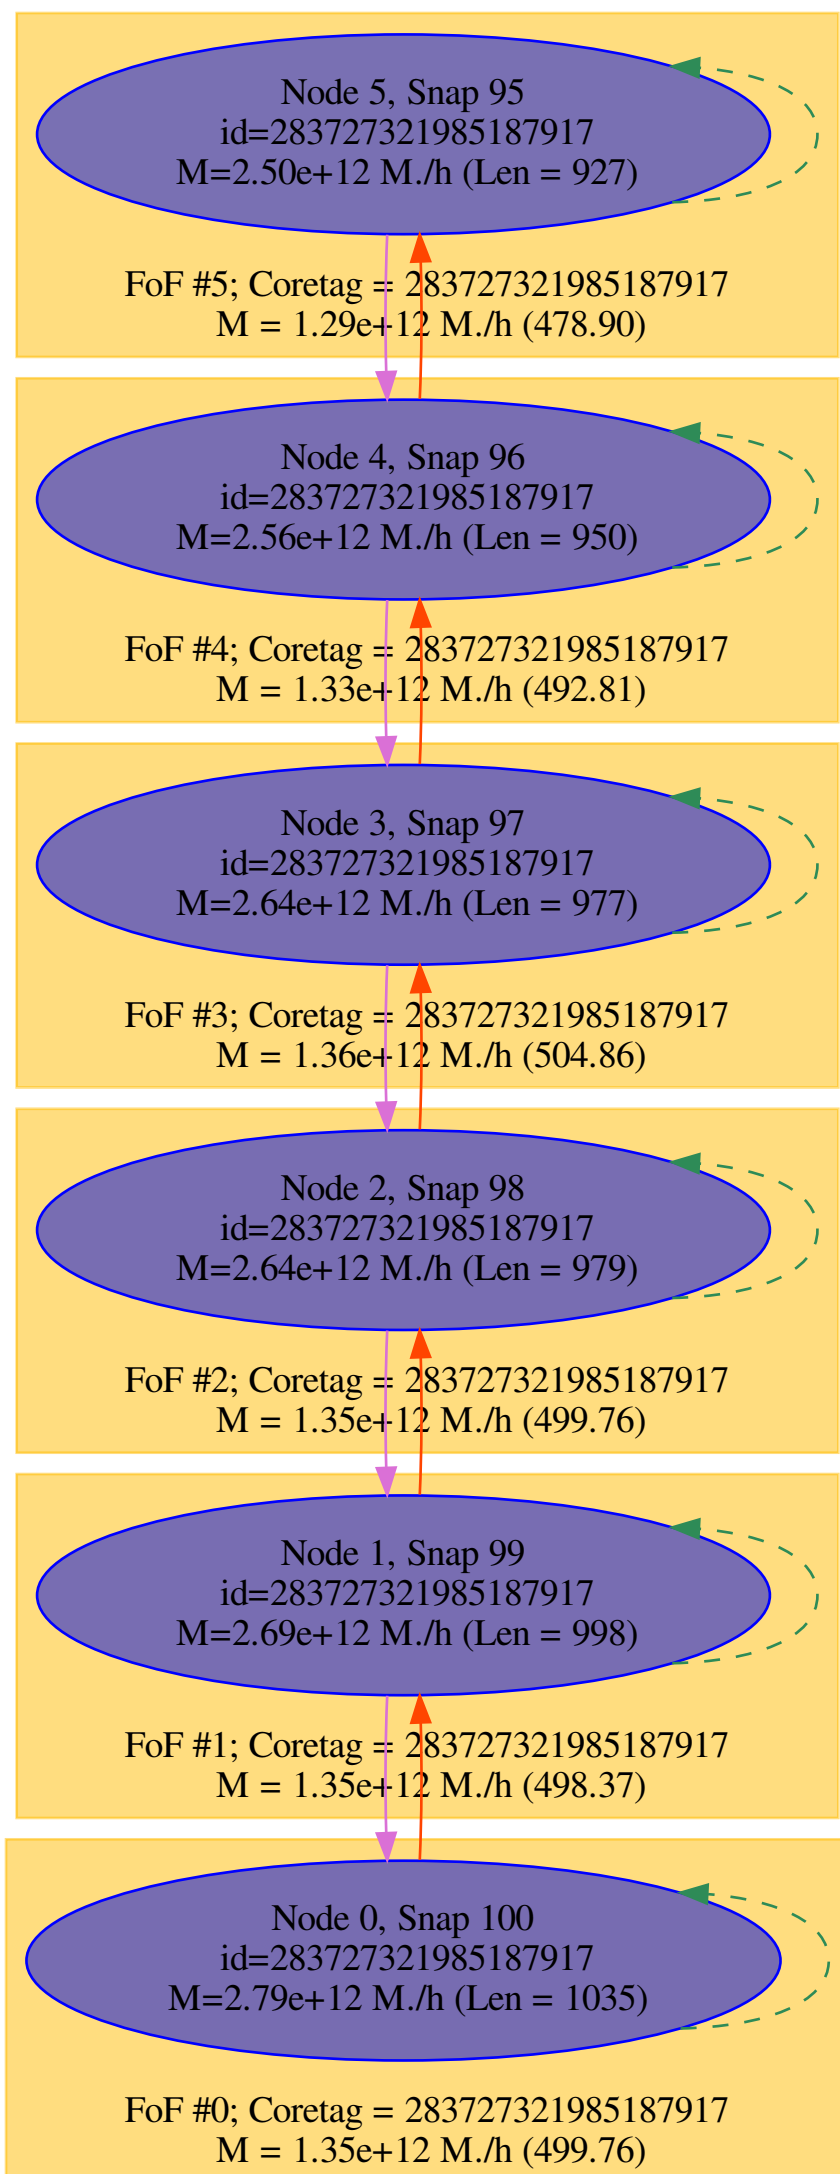 Node 5, Snap 95
id=283727321985187917
M=2.50e+12 M./h (Len = 927)
FoF #5; Coretag = 283727321985187917
M = 1.29e+12 M./h (478.90)
Node 4, Snap 96
id=283727321985187917
M=2.56e+12 M./h (Len = 950)
FoF #4; Coretag = 283727321985187917
M = 1.33e+12 M./h (492.81)
Node 3, Snap 97
id=283727321985187917
M=2.64e+12 M./h (Len = 977)
FoF #3; Coretag = 283727321985187917
M = 1.36e+12 M./h (504.86)
Node 2, Snap 98
id=283727321985187917
M=2.64e+12 M./h (Len = 979)
FoF #2; Coretag = 283727321985187917
M = 1.35e+12 M./h (499.76)
Node 1, Snap 99
id=283727321985187917
M=2.69e+12 M./h (Len = 998)
FoF #1; Coretag = 283727321985187917
M = 1.35e+12 M./h (498.37)
Node 0, Snap 100
id=283727321985187917
M=2.79e+12 M./h (Len = 1035)
FoF #0; Coretag = 283727321985187917
M = 1.35e+12 M./h (499.76)